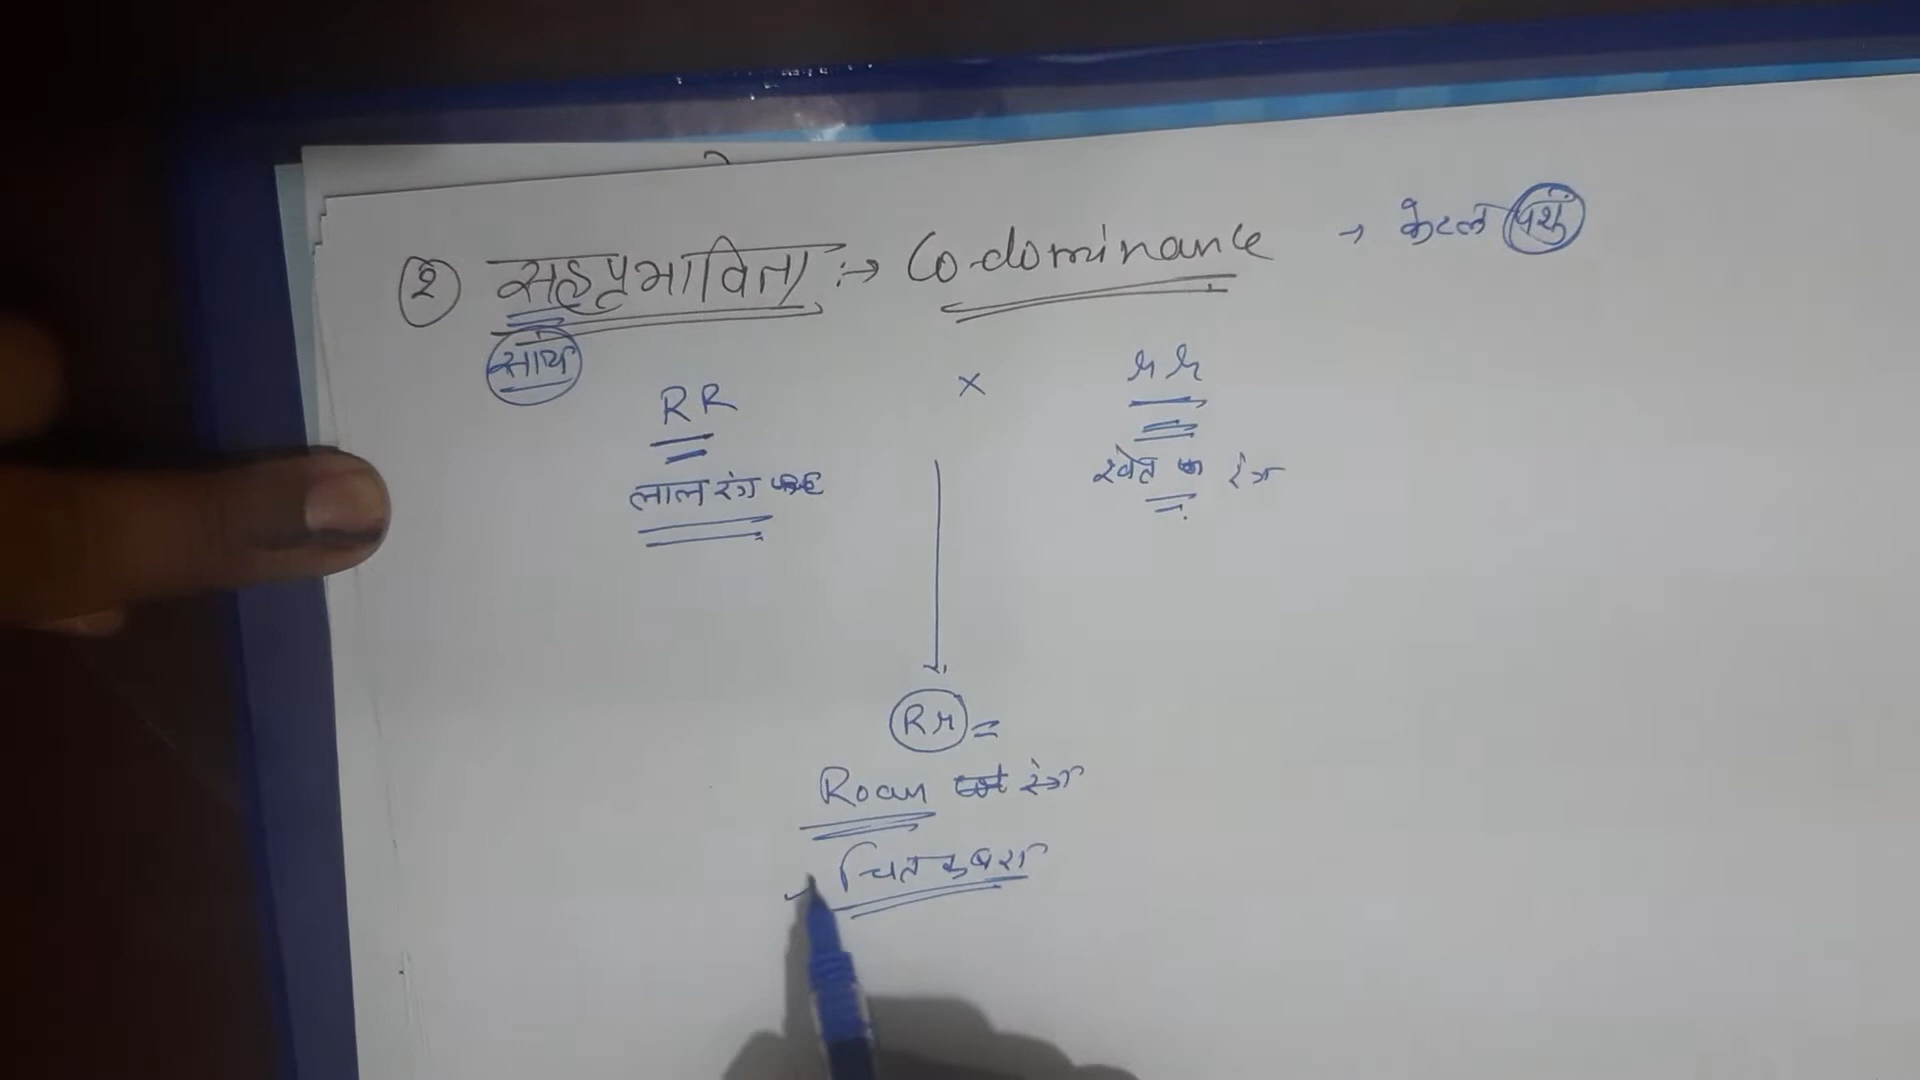 ② सहप्रभाविता :→ Co-dominance → केटल पशुं
साथ
RR × rr
लाल रंग श्वेत रंग
Rr =
Roan रंग
चितकबरा